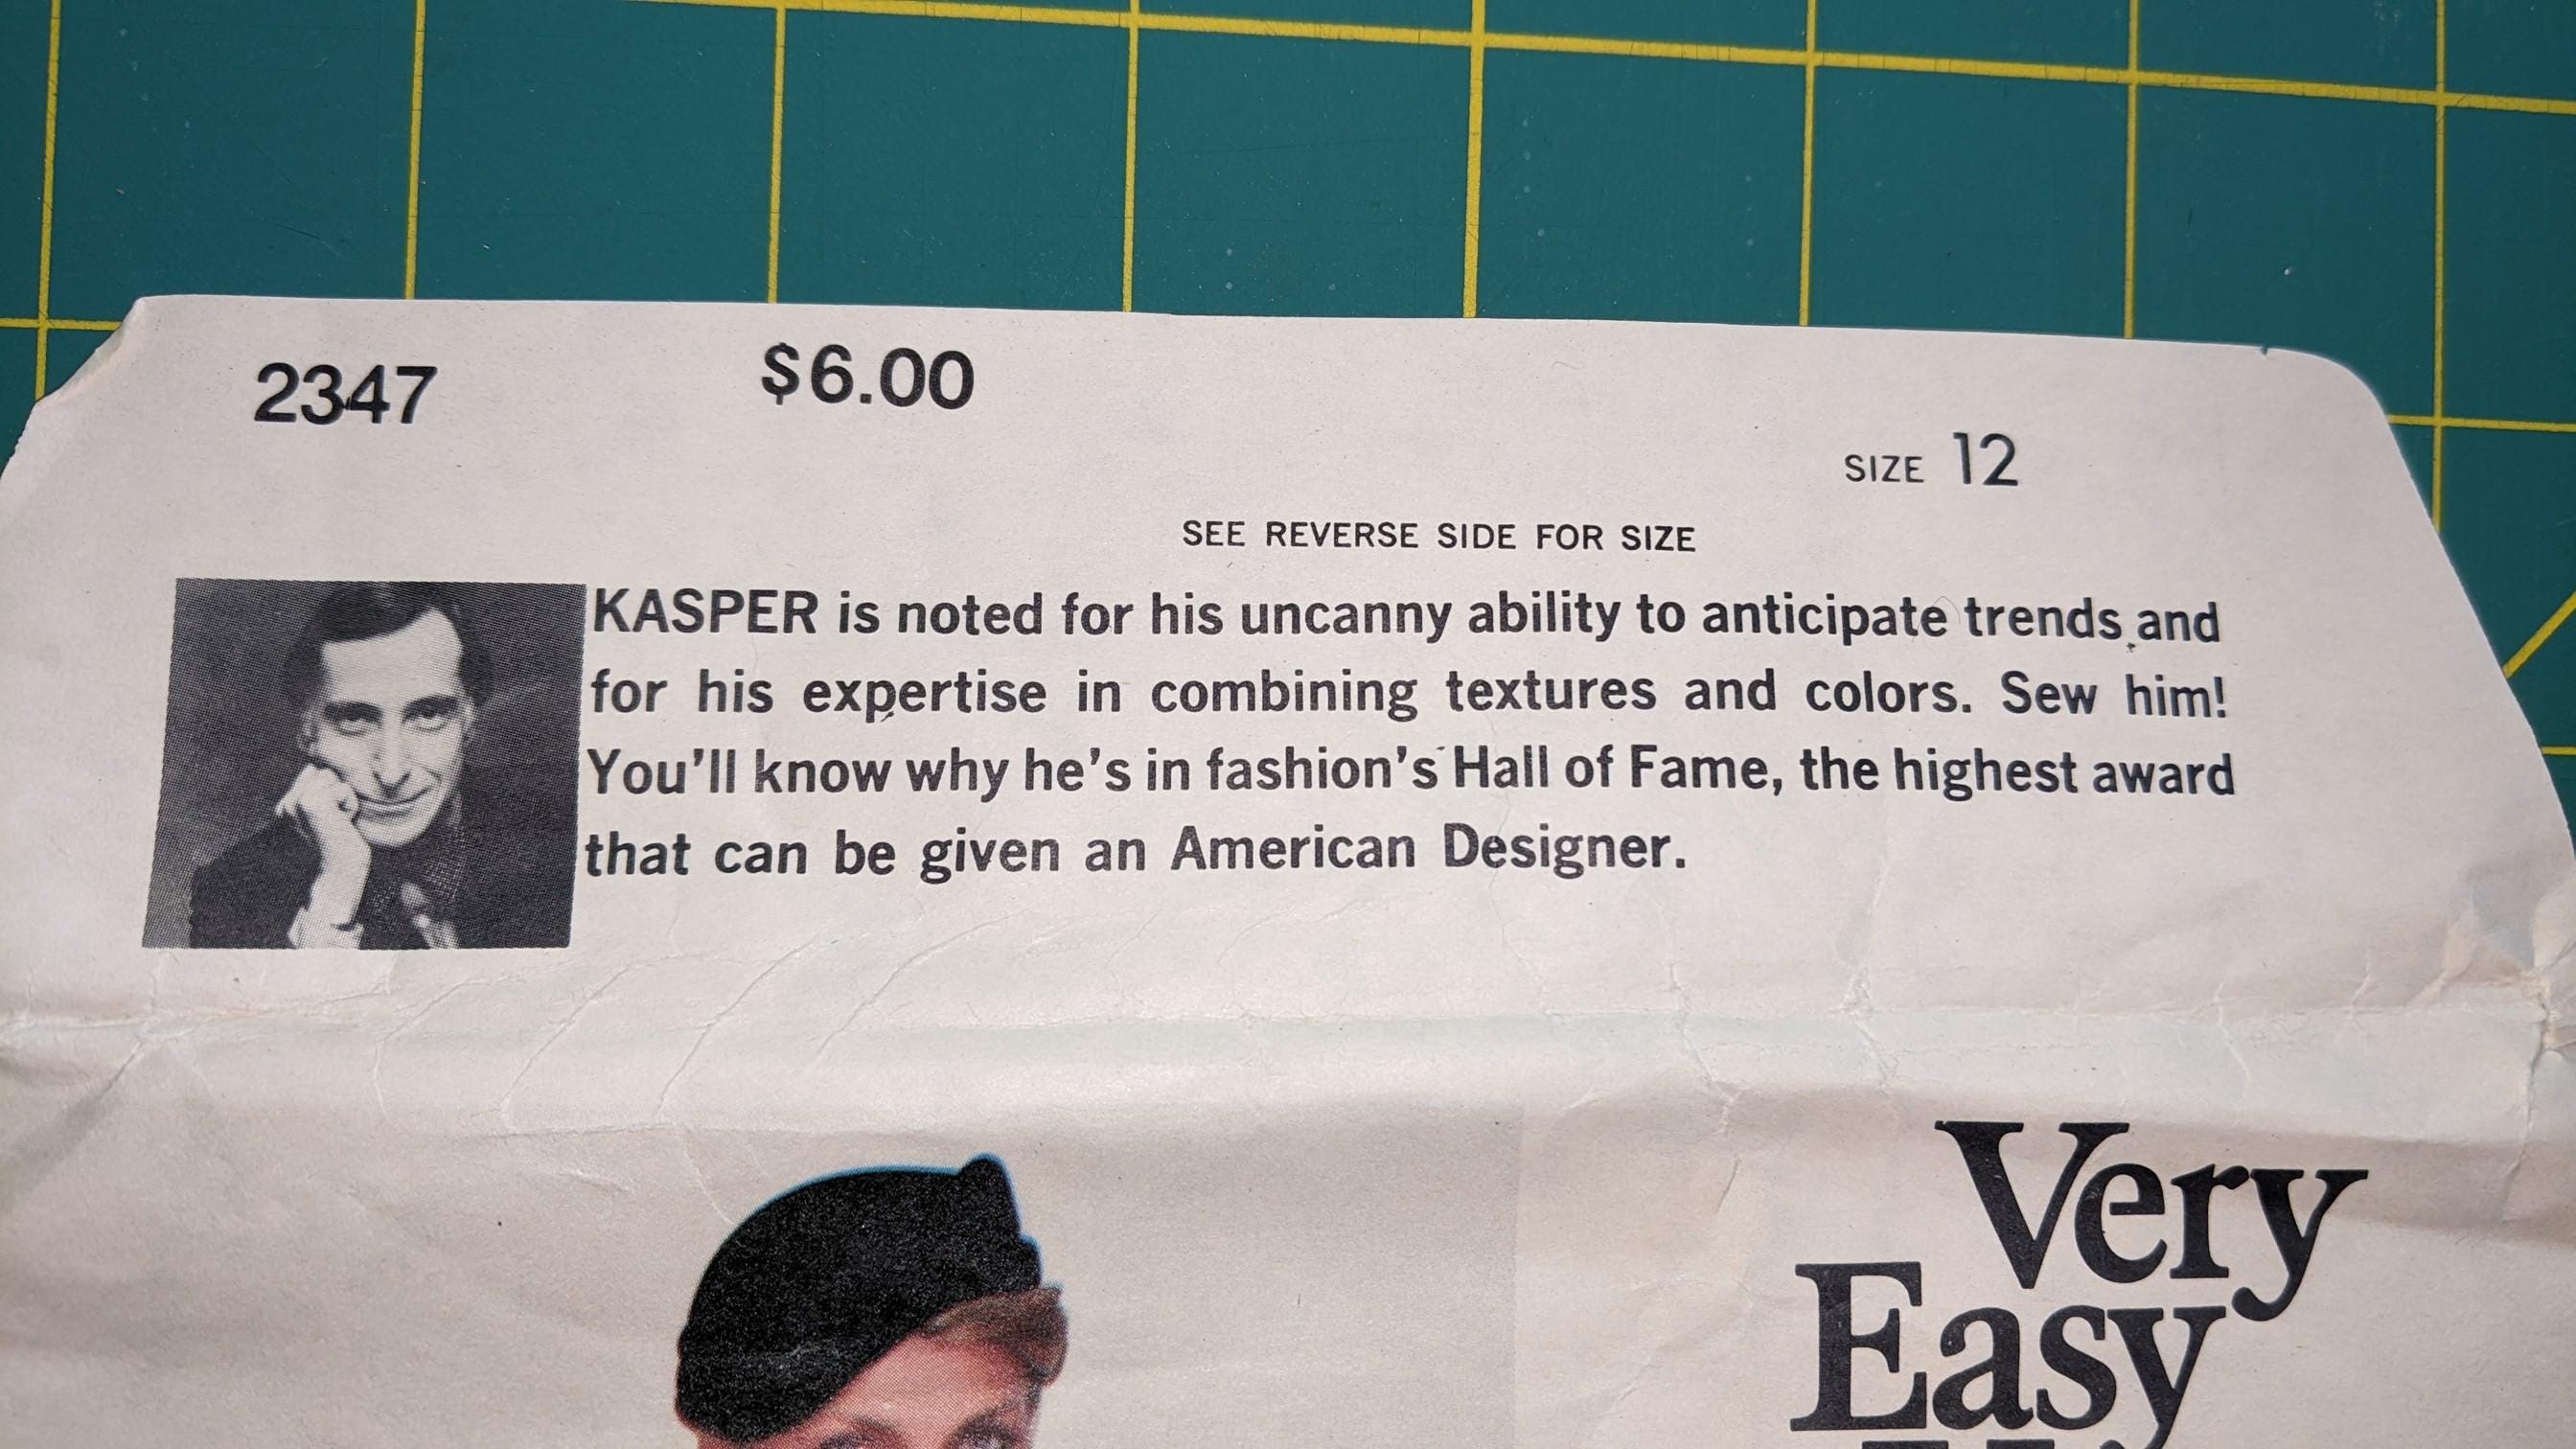 2347 $6.00
SIZE 12
SEE REVERSE SIDE FOR SIZE
KASPER is noted for his uncanny ability to anticipate trends and
for his expertise in combining textures and colors. Sew him!
You'll know why he's in fashion's Hall of Fame, the highest award
that can be given an American Designer.
Very
Easy